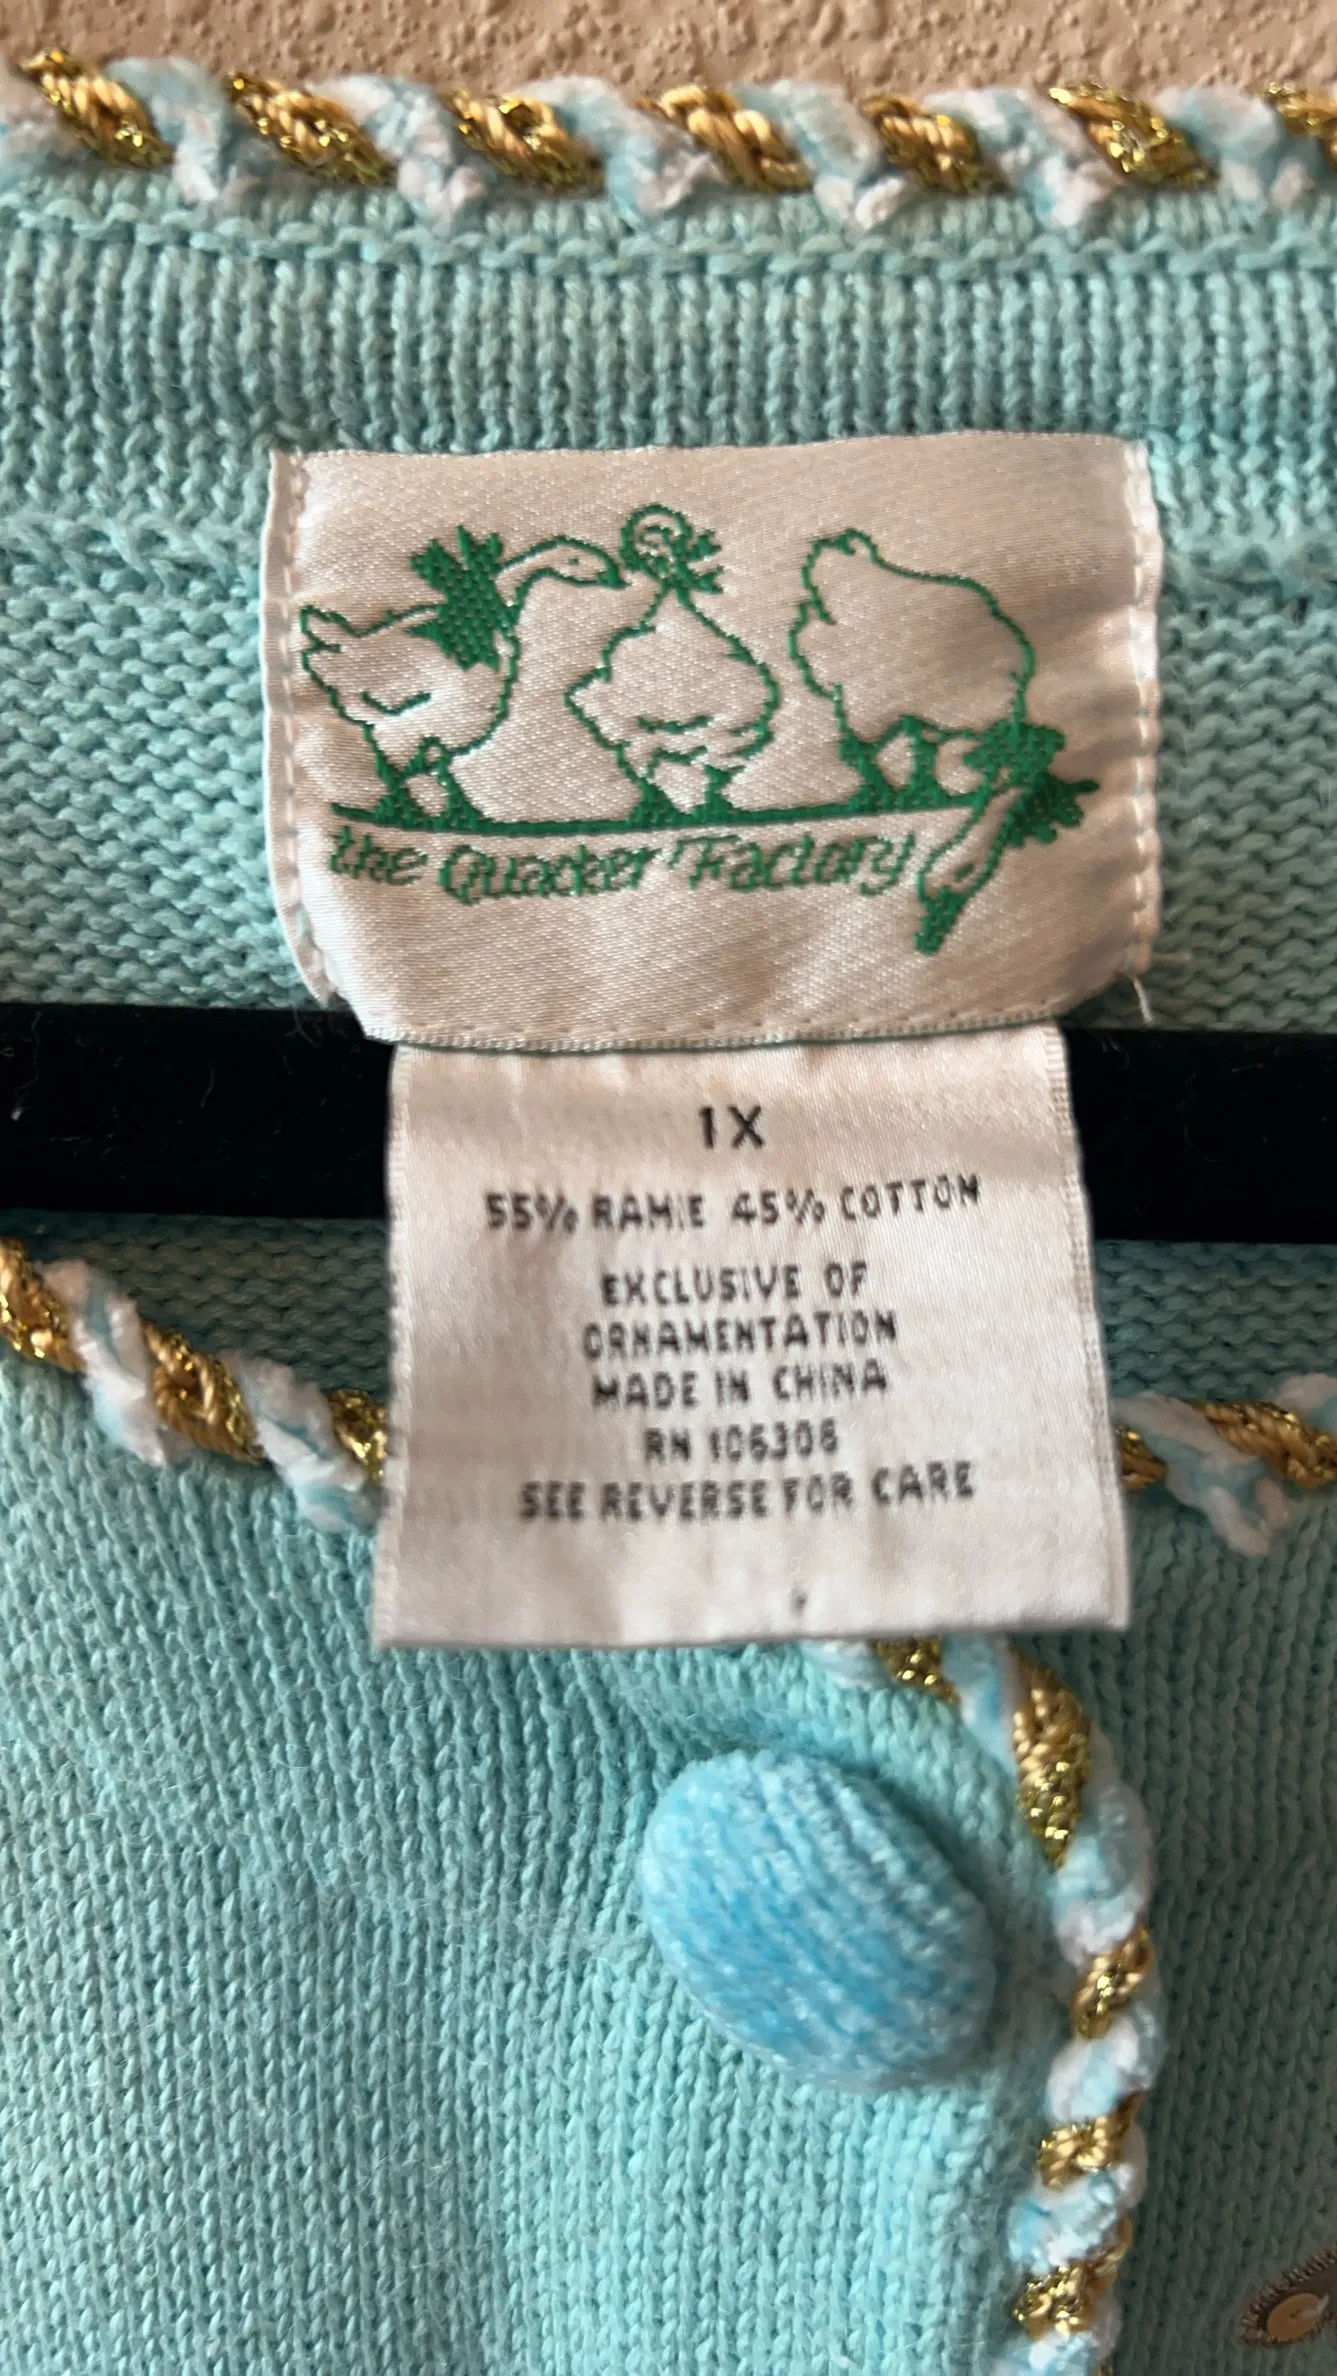 the Quacker Factory
1X
55% RAMIE 45% COTTON
EXCLUSIVE OF
ORNAMENTATION
MADE IN CHINA
RN 106308
SEE REVERSE FOR CARE